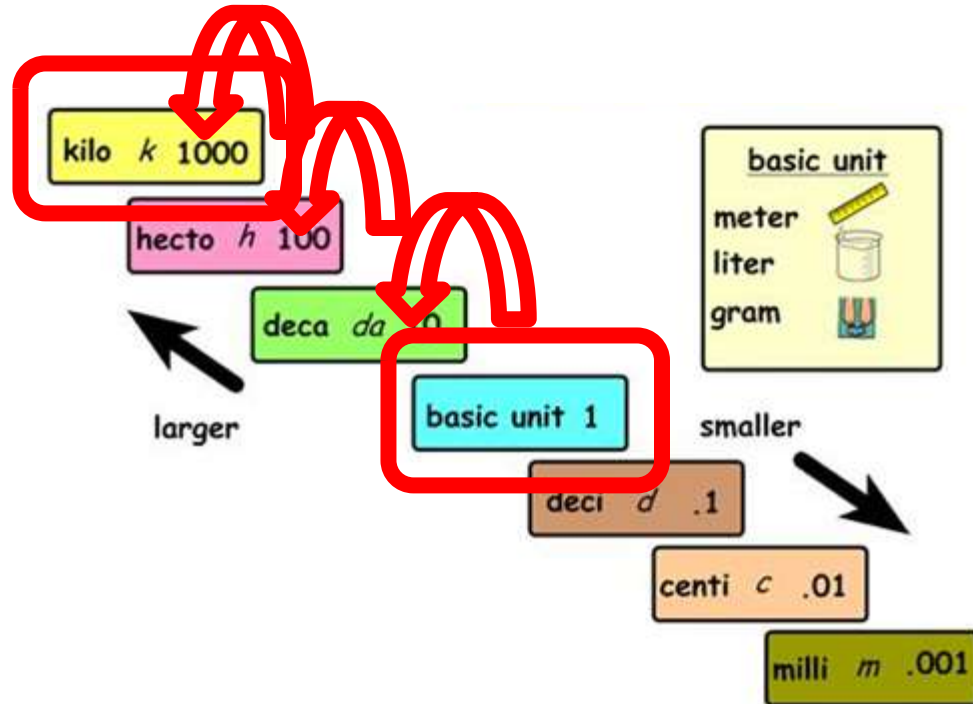 kilo k 1000
hecto h 100
deca da 0
basic unit 1
deci d .1
centi c .01
milli m .001
larger
smaller
basic unit
meter
liter
gram